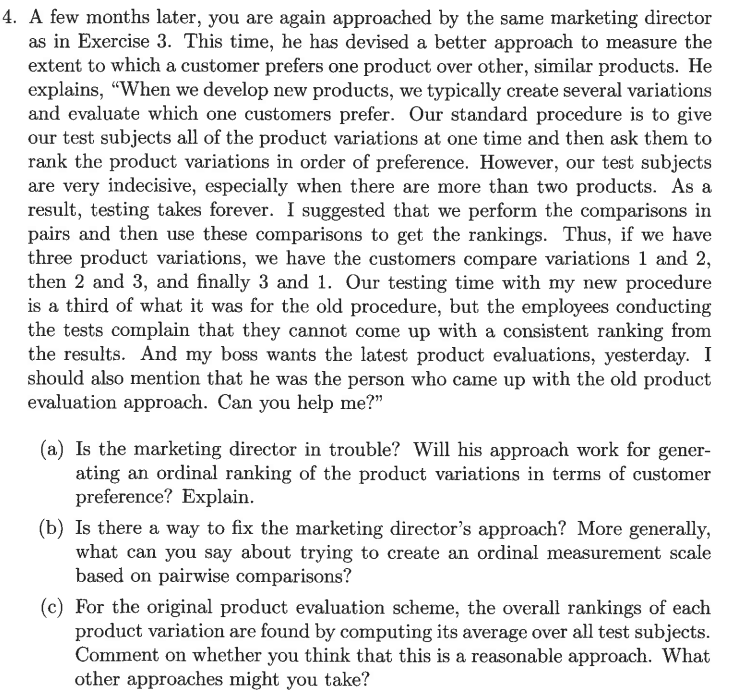 4. A few months later, you are again approached by the same marketing director
as in Exercise 3. This time, he has devised a better approach to measure the
extent to which a customer prefers one product over other, similar products. He
explains, “When we develop new products, we typically create several variations
and evaluate which one customers prefer. Our standard procedure is to give
our test subjects all of the product variations at one time and then ask them to
rank the product variations in order of preference. However, our test subjects
are very indecisive, especially when there are more than two products. As a
result, testing takes forever. I suggested that we perform the comparisons in
pairs and then use these comparisons to get the rankings. Thus, if we have
three product variations, we have the customers compare variations 1 and 2,
then 2 and 3, and finally 3 and 1. Our testing time with my new procedure
is a third of what it was for the old procedure, but the employees conducting
the tests complain that they cannot come up with a consistent ranking from
the results. And my boss wants the latest product evaluations, yesterday. I
should also mention that he was the person who came up with the old product
evaluation approach. Can you help me?”
(a) Is the marketing director in trouble? Will his approach work for gener-
ating an ordinal ranking of the product variations in terms of customer
preference? Explain.
(b) Is there a way to fix the marketing director’s approach? More generally,
what can you say about trying to create an ordinal measurement scale
based on pairwise comparisons?
(c) For the original product evaluation scheme, the overall rankings of each
product variation are found by computing its average over all test subjects.
Comment on whether you think that this is a reasonable approach. What
other approaches might you take?